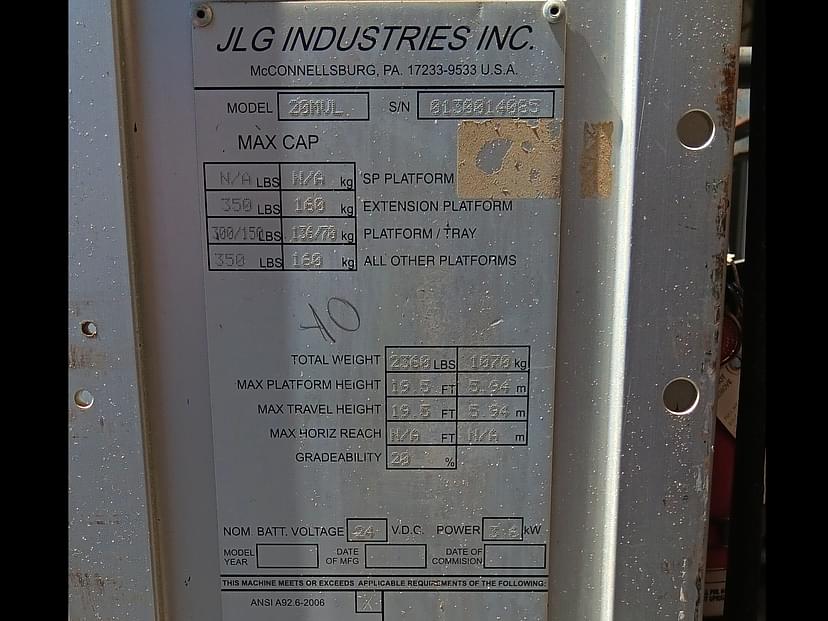 JLG INDUSTRIES INC.
McCONNELLSBURG, PA. 17233-9533 U.S.A.
MODEL 20MVL S/N 0130014085
MAX CAP
N/A LBS N/A kg SP PLATFORM
350 LBS 160 kg EXTENSION PLATFORM
300/150 LBS 136/70 kg PLATFORM / TRAY
350 LBS 160 kg ALL OTHER PLATFORMS
TOTAL WEIGHT 2360 LBS 1070 kg
MAX PLATFORM HEIGHT 19.5 FT 5.94 m
MAX TRAVEL HEIGHT 19.5 FT 5.94 m
MAX HORIZ REACH N/A FT N/A m
GRADEABILITY 20 %
NOM. BATT. VOLTAGE 24 V.D.C. POWER kW
MODEL YEAR DATE OF MFG DATE OF COMMISION
THIS MACHINE MEETS OR EXCEEDS APPLICABLE REQUIREMENTS OF THE FOLLOWING:
ANSI A92.6-2006 X